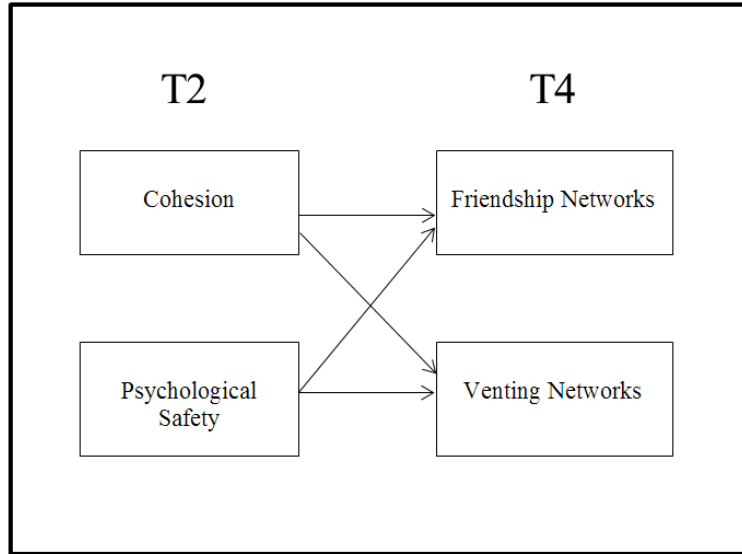 T2 T4
Cohesion
Friendship Networks
Psychological
Safety
Venting Networks